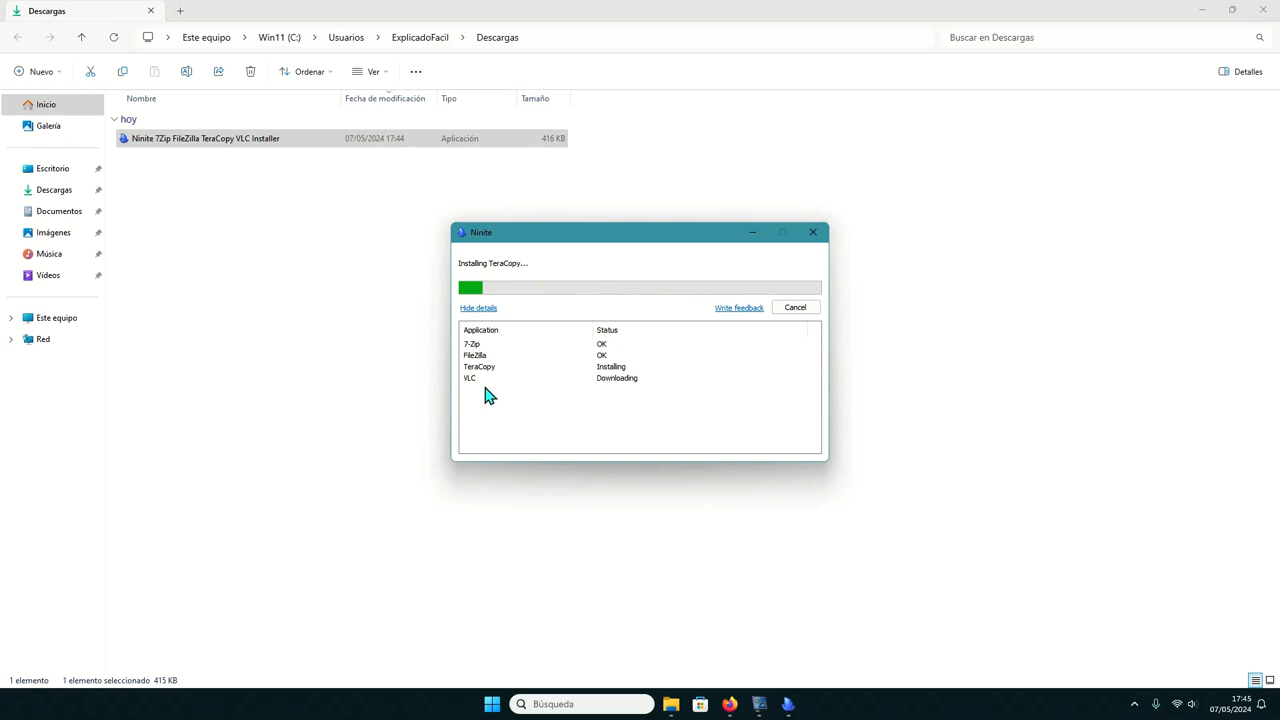 Descargas
Este equipo > Win11 (C:) > Usuarios > ExplicadoFacil > Descargas
Buscar en Descargas
Nuevo
Ordenar
Ver
Detalles
Inicio
Galería
Escritorio
Descargas
Documentos
Imágenes
Música
Vídeos
Este equipo
Red
Nombre Fecha de modificación Tipo Tamaño
hoy
Ninite 7Zip FileZilla TeraCopy VLC Installer 07/05/2024 17:44 Aplicación 416 KB
Ninite
Installing TeraCopy...
Hide details Write feedback Cancel
Application Status
7-Zip OK
FileZilla OK
TeraCopy Installing
VLC Downloading
1 elemento 1 elemento seleccionado 415 KB
Búsqueda
17:45
07/05/2024